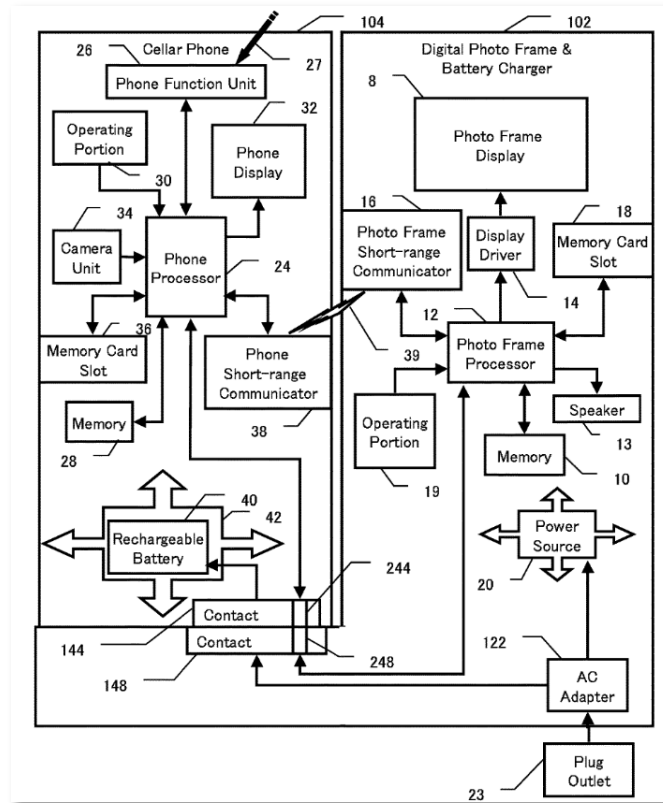 104
102
26
Cellar Phone
27
Phone Function Unit
Digital Photo Frame &
Battery Charger
8
32
Operating
Portion
30
Phone
Display
Photo Frame
Display
34
Camera
Unit
Phone
Processor
24
16
Photo Frame
Short-range
Communicator
Display
Driver
14
18
Memory Card
Slot
36
Memory Card
Slot
Phone
Short-range
Communicator
38
39
12
Photo Frame
Processor
Memory
28
Operating
Portion
19
Speaker
13
Memory
10
40
42
Rechargeable
Battery
244
Power
Source
20
Contact
144
Contact
148
248
122
AC
Adapter
Plug
Outlet
23